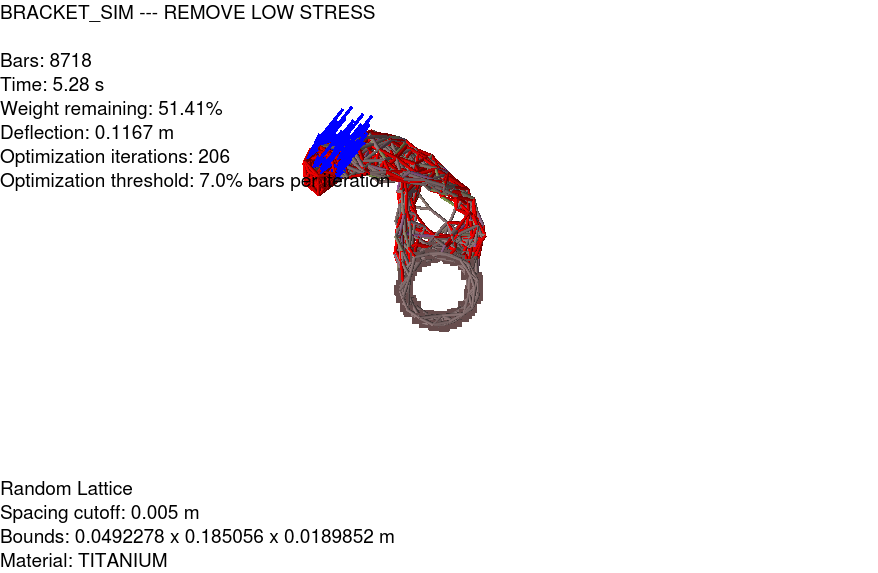 BRACKET_SIM --- REMOVE LOW STRESS
Bars: 8718
Time: 5.28 s
Weight remaining: 51.41%
Deflection: 0.1167 m
Optimization iterations: 206
Optimization threshold: 7.0% bars per iteration
Random Lattice
Spacing cutoff: 0.005 m
Bounds: 0.0492278 x 0.185056 x 0.0189852 m
Material: TITANIUM